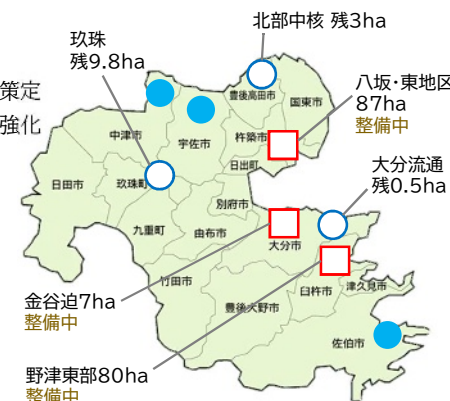 北部中核 残3ha
玖珠
残9.8ha
策定
強化
八坂・東地区
87ha
整備中
大分流通
残0.5ha
豊後高田市
国東市
中津市
宇佐市
杵築市
日出町
日田市
玖珠町
別府市
九重町
由布市
大分市
竹田市
豊後大野市
臼杵市
津久見市
佐伯市
金谷迫7ha
整備中
野津東部80ha
整備中